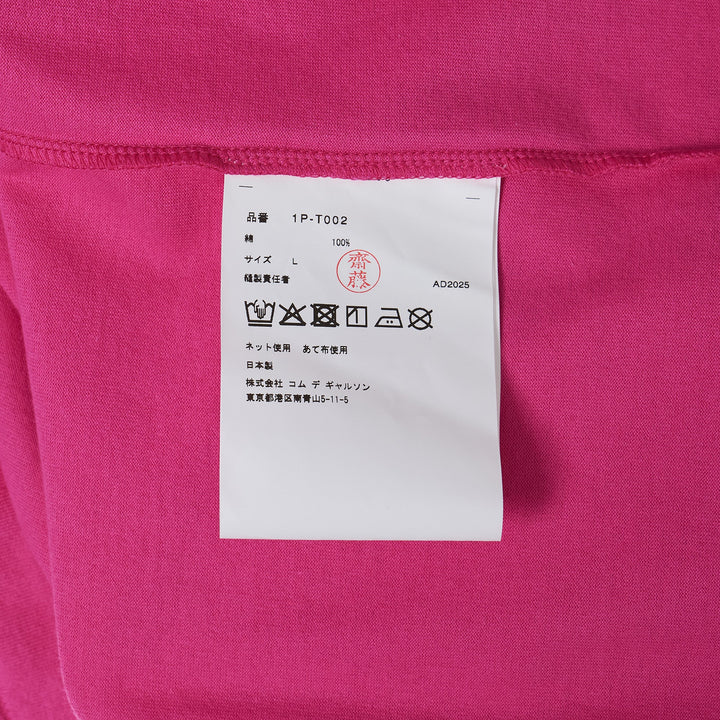 品番 1P-T002
綿 100%
サイズ L
齋藤
縫製責任者 AD2025
ネット使用 あて布使用
日本製
株式会社 コム デ ギャルソン
東京都港区南青山5-11-5